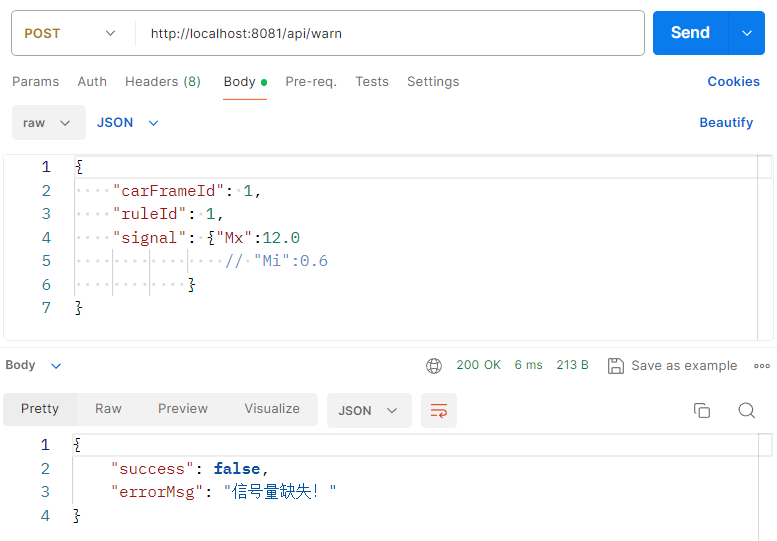 POST http://localhost:8081/api/warn Send
Params Auth Headers (8) Body Pre-req. Tests Settings Cookies
raw JSON Beautify
1 {
2 "carFrameId": 1,
3 "ruleId": 1,
4 "signal": {"Mx":12.0
5 // "Mi":0.6
6 }
7 }
Body 200 OK 6 ms 213 B Save as example
Pretty Raw Preview Visualize JSON
1 {
2 "success": false,
3 "errorMsg": "信号量缺失！"
4 }